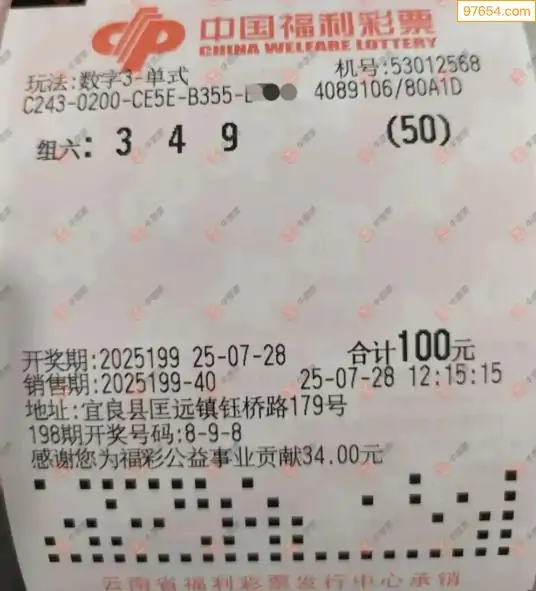 97654.com
中国福利彩票
CHINA WELFARE LOTTERY
玩法:数字3-单式 机号:53012568
C243-0200-CE5E-B355- 4089106/80A1D
组六: 3 4 9 (50)
开奖期:2025199 25-07-28 合计100元
销售期:2025199-40 25-07-28 12:15:15
地址:宜良县匡远镇钰桥路179号
198期开奖号码:8-9-8
感谢您为福彩公益事业贡献34.00元
云南省福利彩票发行中心承销